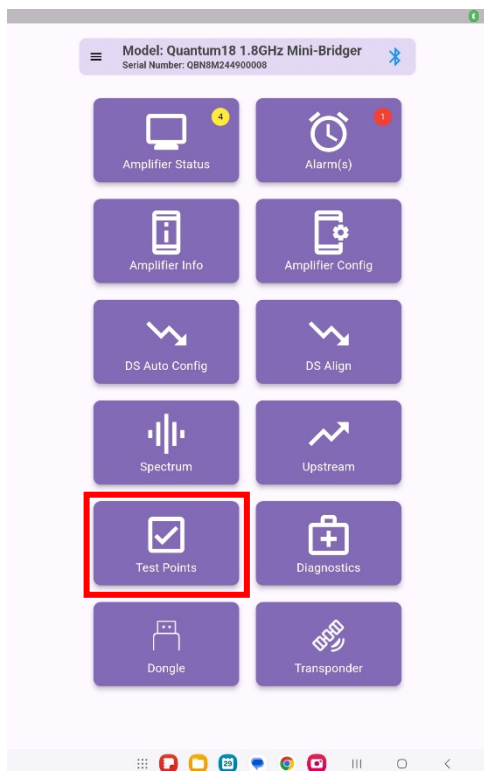 Model: Quantum18 1.8GHz Mini-Bridger
Serial Number: QBN8M244900008
4
Amplifier Status
1
Alarm(s)
Amplifier Info
Amplifier Config
DS Auto Config
DS Align
Spectrum
Upstream
Test Points
Diagnostics
Dongle
Transponder
29